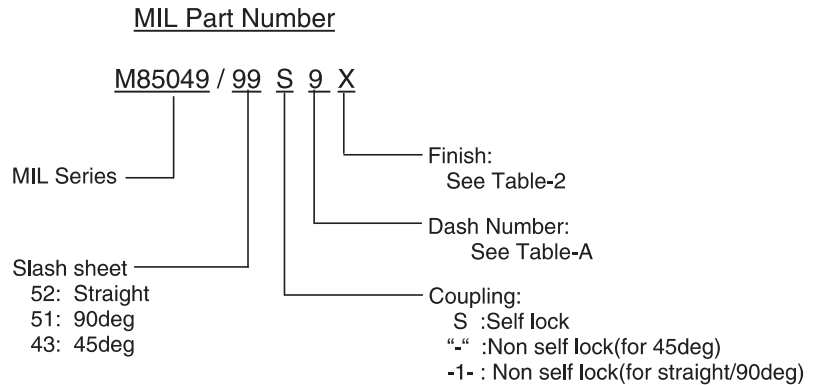 MIL Part Number
M85049 / 99 S 9 X
Finish:
See Table-2
MIL Series
Dash Number:
See Table-A
Slash sheet
52: Straight
51: 90deg
43: 45deg
Coupling:
S :Self lock
“-“ :Non self lock(for 45deg)
-1- : Non self lock(for straight/90deg)